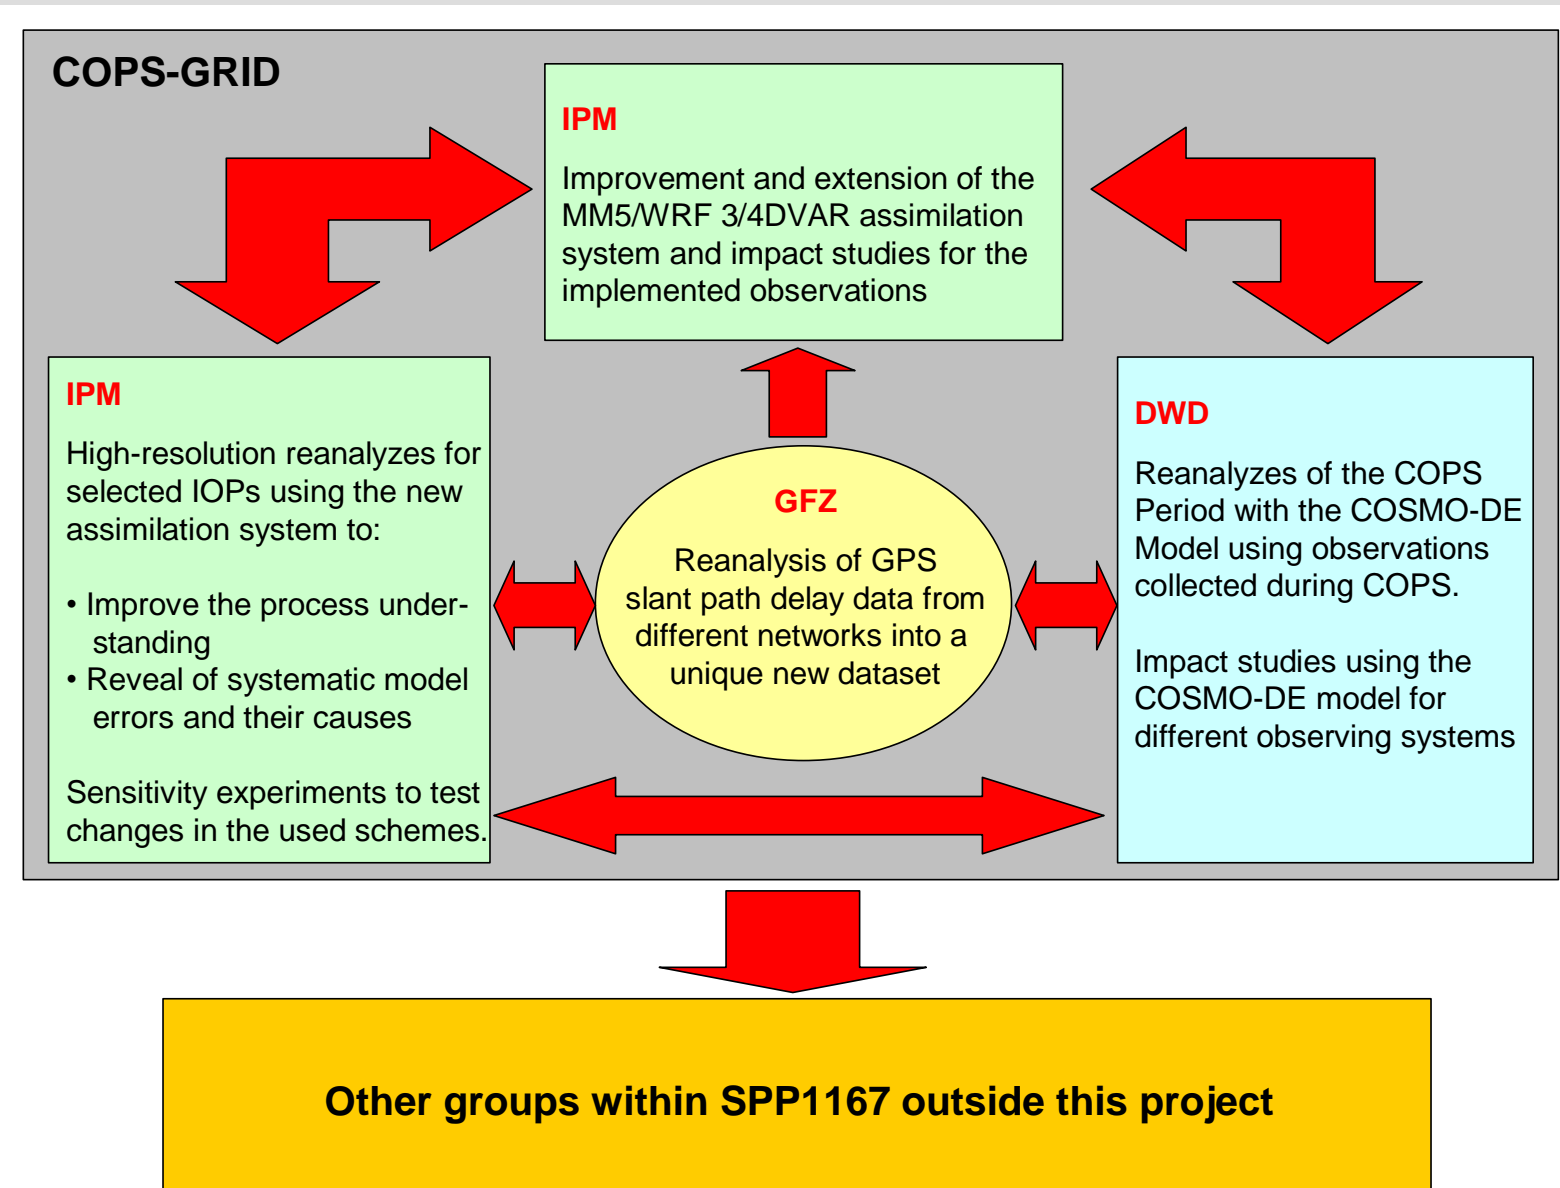 COPS-GRID
IPM
Improvement and extension of the
MM5/WRF 3/4DVAR assimilation
system and impact studies for the
implemented observations
IPM
High-resolution reanalyzes for
selected IOPs using the new
assimilation system to:
• Improve the process under-
standing
• Reveal of systematic model
errors and their causes
Sensitivity experiments to test
changes in the used schemes.
GFZ
Reanalysis of GPS
slant path delay data from
different networks into a
unique new dataset
DWD
Reanalyzes of the COPS
Period with the COSMO-DE
Model using observations
collected during COPS.
Impact studies using the
COSMO-DE model for
different observing systems
Other groups within SPP1167 outside this project